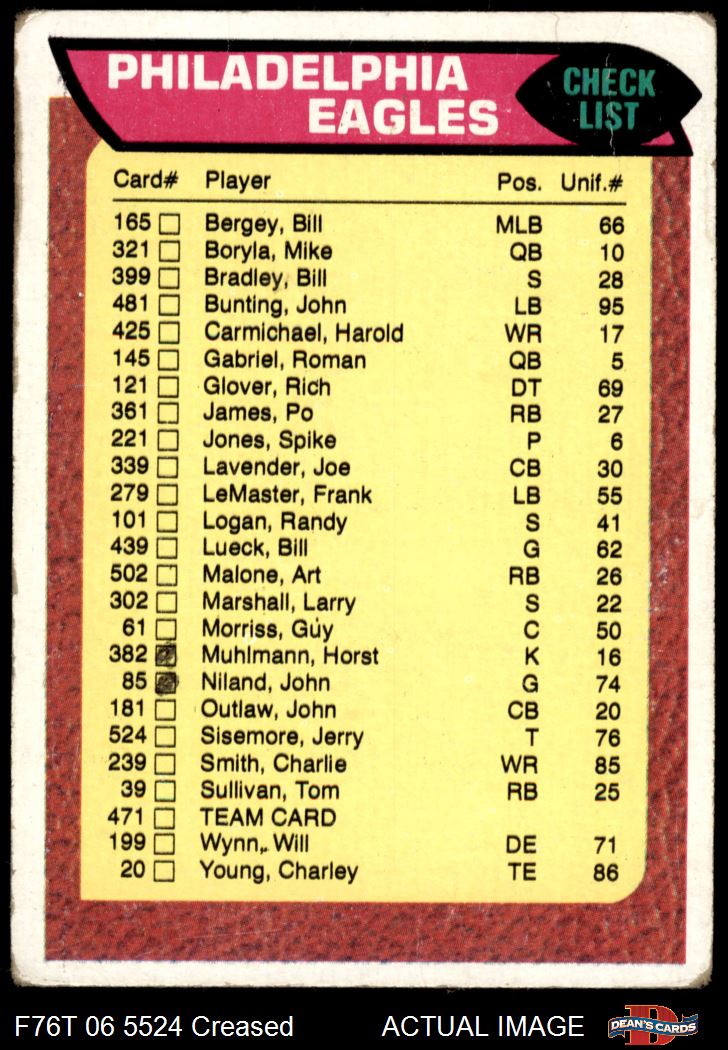 PHILADELPHIA
EAGLES
CHECK
LIST
Card# Player Pos. Unif.#
165 Bergey, Bill MLB 66
321 Boryla, Mike QB 10
399 Bradley, Bill S 28
481 Bunting, John LB 95
425 Carmichael, Harold WR 17
145 Gabriel, Roman QB 5
121 Glover, Rich DT 69
361 James, Po RB 27
221 Jones, Spike P 6
339 Lavender, Joe CB 30
279 LeMaster, Frank LB 55
101 Logan, Randy S 41
439 Lueck, Bill G 62
502 Malone, Art RB 26
302 Marshall, Larry S 22
61 Morriss, Guy C 50
382 Muhlmann, Horst K 16
85 Niland, John G 74
181 Outlaw, John CB 20
524 Sisemore, Jerry T 76
239 Smith, Charlie WR 85
39 Sullivan, Tom RB 25
471 TEAM CARD
199 Wynn, Will DE 71
20 Young, Charley TE 86
F76T 06 5524 Creased ACTUAL IMAGE D DEAN'S CARDS